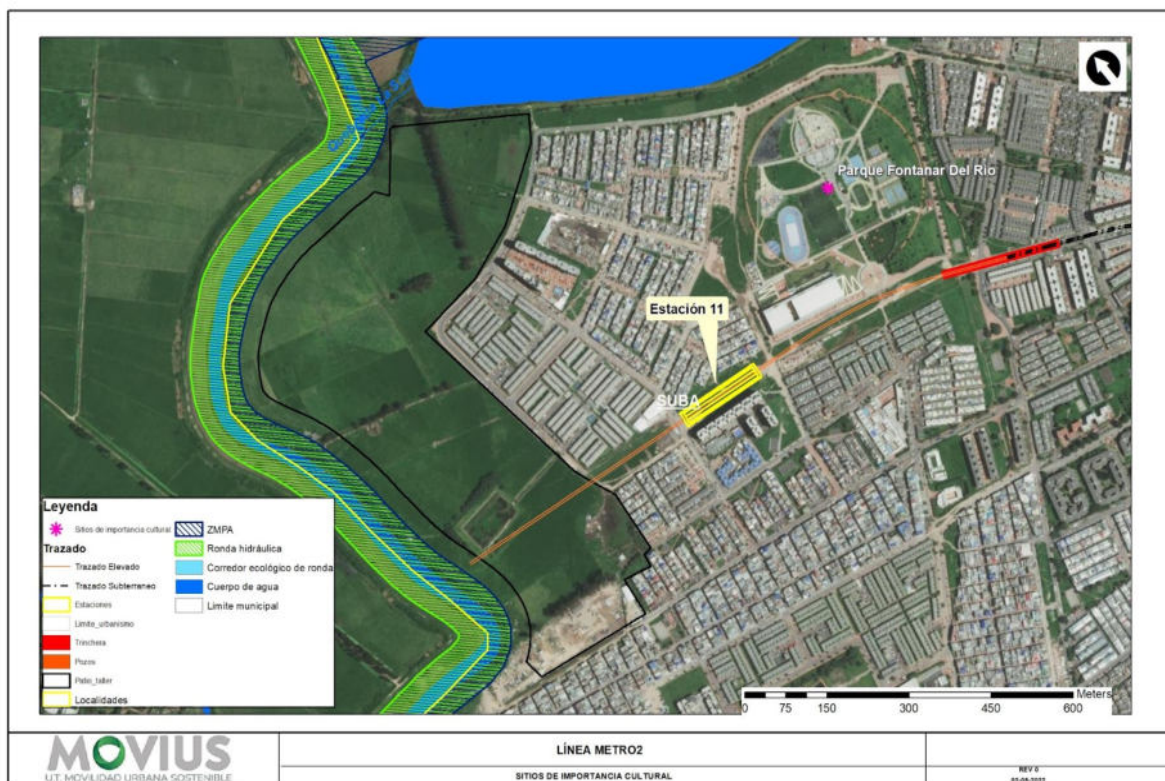 Parque Fontanar Del Río
Estación 11
SUBA
Leyenda
Sitios de importancia cultural
Trazado
Trazado Elevado
Trazado Subterraneo
Estaciones
Limite_urbanismo
Trinchera
Pozos
Patio_taller
Localidades
ZMPA
Ronda hidráulica
Corredor ecológico de ronda
Cuerpo de agua
Limite municipal
Meters
0 75 150 300 450 600
MOVIUS
U.T. MOVILIDAD URBANA SOSTENIBLE
LÍNEA METRO2
SITIOS DE IMPORTANCIA CULTURAL
REV 0